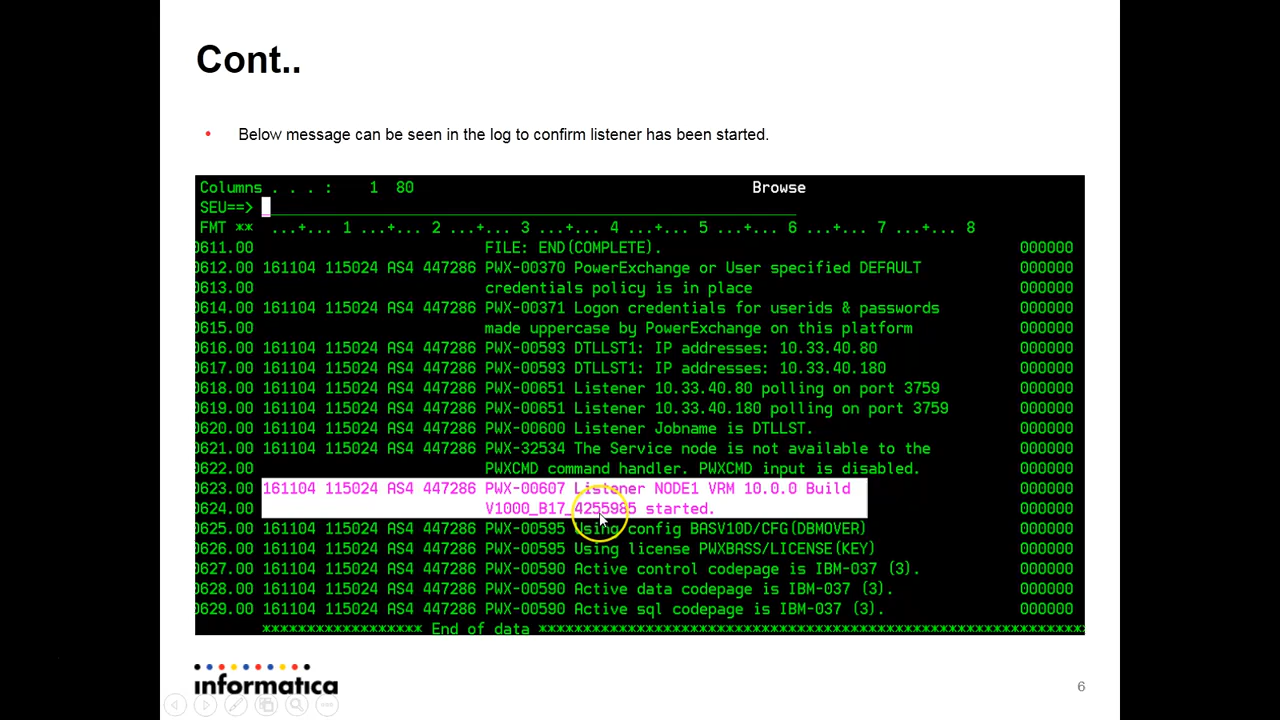 Cont..
• Below message can be seen in the log to confirm listener has been started.
Columns . . . : 1 80 Browse
SEU==>
FMT ** ...+... 1 ...+... 2 ...+... 3 ...+... 4 ...+... 5 ...+... 6 ...+... 7 ...+... 8
0611.00 FILE: END(COMPLETE). 000000
0612.00 161104 115024 AS4 447286 PWX-00370 PowerExchange or User specified DEFAULT 000000
0613.00 credentials policy is in place 000000
0614.00 161104 115024 AS4 447286 PWX-00371 Logon credentials for userids & passwords 000000
0615.00 made uppercase by PowerExchange on this platform 000000
0616.00 161104 115024 AS4 447286 PWX-00593 DTLLST1: IP addresses: 10.33.40.80 000000
0617.00 161104 115024 AS4 447286 PWX-00593 DTLLST1: IP addresses: 10.33.40.180 000000
0618.00 161104 115024 AS4 447286 PWX-00651 Listener 10.33.40.80 polling on port 3759 000000
0619.00 161104 115024 AS4 447286 PWX-00651 Listener 10.33.40.180 polling on port 3759 000000
0620.00 161104 115024 AS4 447286 PWX-00600 Listener Jobname is DTLLST. 000000
0621.00 161104 115024 AS4 447286 PWX-32534 The Service node is not available to the 000000
0622.00 PWXCMD command handler. PWXCMD input is disabled. 000000
0623.00 161104 115024 AS4 447286 PWX-00607 Listener NODE1 VRM 10.0.0 Build 000000
0624.00 V1000_B17_4255985 started. 000000
0625.00 161104 115024 AS4 447286 PWX-00595 Using config BASV10D/CFG(DBMOVER) 000000
0626.00 161104 115024 AS4 447286 PWX-00595 Using license PWXBASS/LICENSE(KEY) 000000
0627.00 161104 115024 AS4 447286 PWX-00590 Active control codepage is IBM-037 (3). 000000
0628.00 161104 115024 AS4 447286 PWX-00590 Active data codepage is IBM-037 (3). 000000
0629.00 161104 115024 AS4 447286 PWX-00590 Active sql codepage is IBM-037 (3). 000000
****************** End of data *************************************************************
informatica
6